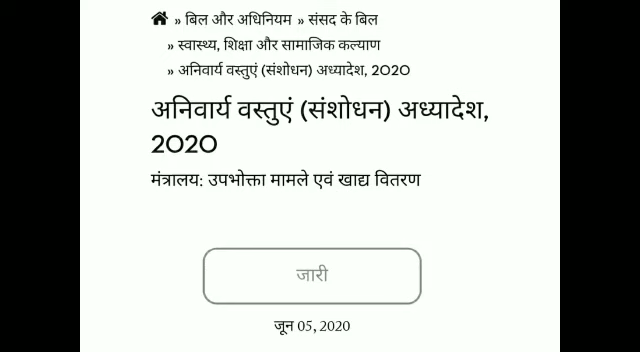 » बिल और अधिनियम » संसद के बिल
» स्वास्थ्य, शिक्षा और सामाजिक कल्याण
» अनिवार्य वस्तुएं (संशोधन) अध्यादेश, 2020
अनिवार्य वस्तुएं (संशोधन) अध्यादेश,
2020
मंत्रालय: उपभोक्ता मामले एवं खाद्य वितरण
जारी
जून 05, 2020